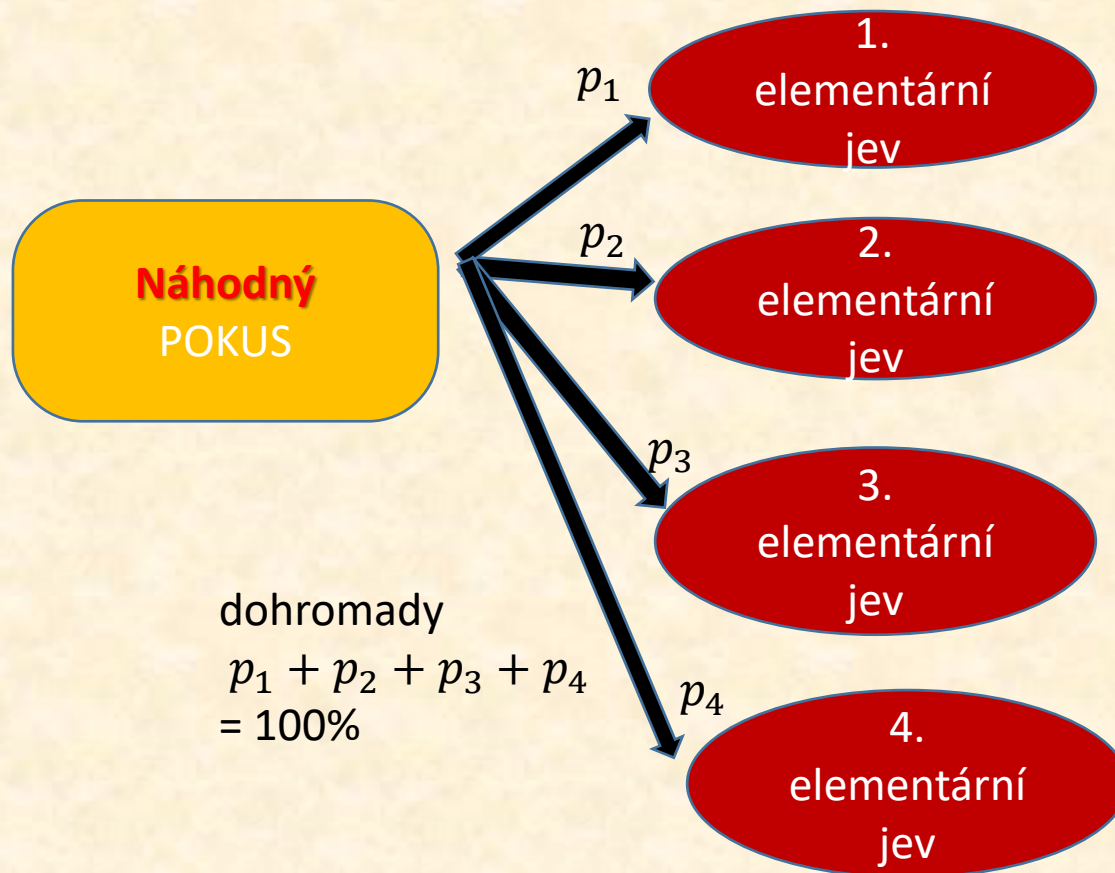 p₁
1.
elementární
jev
Náhodný
POKUS
p₂
2.
elementární
jev
p₃
3.
elementární
jev
dohromady
p₁ + p₂ + p₃ + p₄
= 100%
p₄
4.
elementární
jev